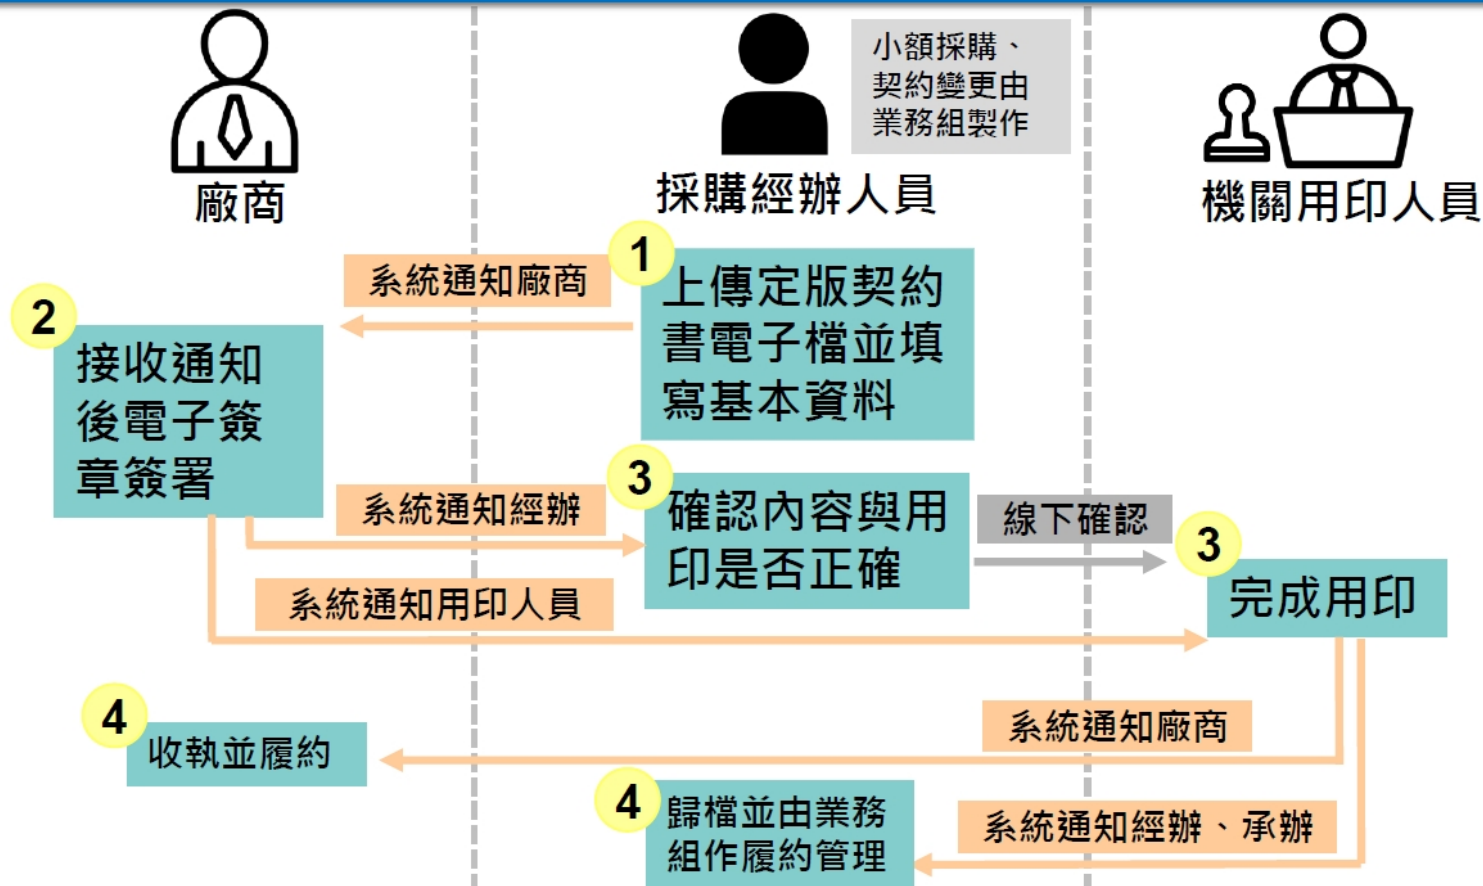 小額採購、
契約變更由
業務組製作
廠商
採購經辦人員
機關用印人員
1
上傳定版契約
書電子檔並填
寫基本資料
系統通知廠商
2
接收通知
後電子簽
章簽署
系統通知經辦
3
確認內容與用
印是否正確
線下確認
3
完成用印
系統通知用印人員
系統通知廠商
4
收執並履約
4
歸檔並由業務
組作履約管理
系統通知經辦、承辦